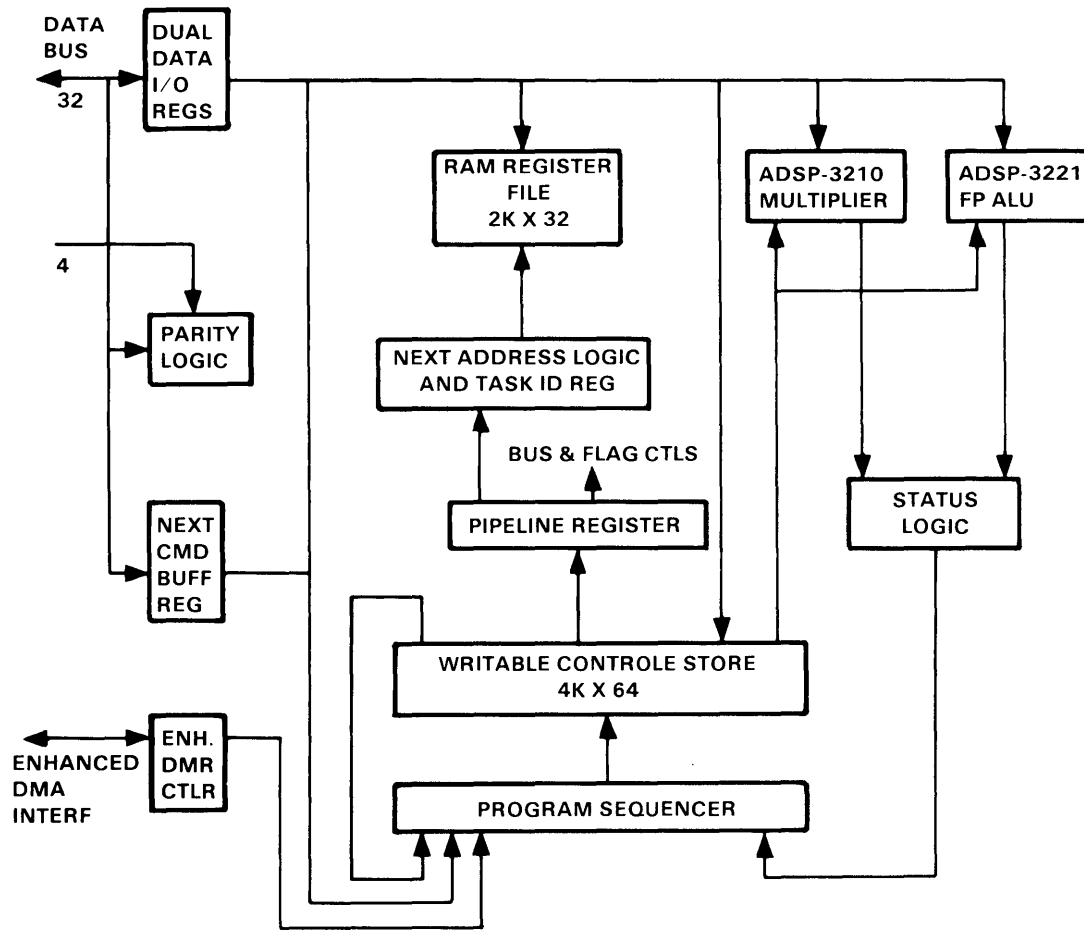 DATA
BUS
32
DUAL
DATA
I/O
REGS
RAM REGISTER
FILE
2K X 32
ADSP-3210
MULTIPLIER
ADSP-3221
FP ALU
4
PARITY
LOGIC
NEXT ADDRESS LOGIC
AND TASK ID REG
BUS & FLAG CTLS
PIPELINE REGISTER
STATUS
LOGIC
NEXT
CMD
BUFF
REG
WRITABLE CONTROLE STORE
4K X 64
ENHANCED
DMA
INTERF
ENH.
DMR
CTLR
PROGRAM SEQUENCER